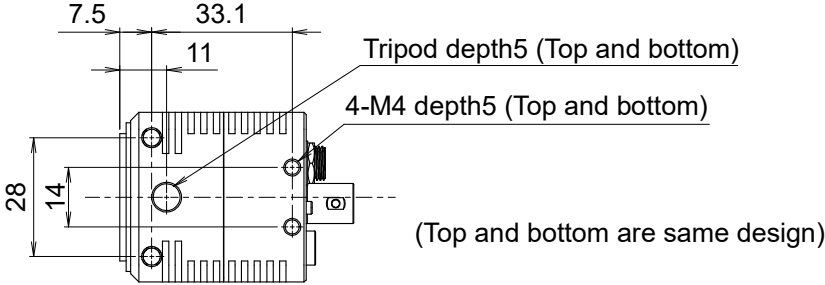 7.5
33.1
11
Tripod depth5 (Top and bottom)
4-M4 depth5 (Top and bottom)
28
14
(Top and bottom are same design)